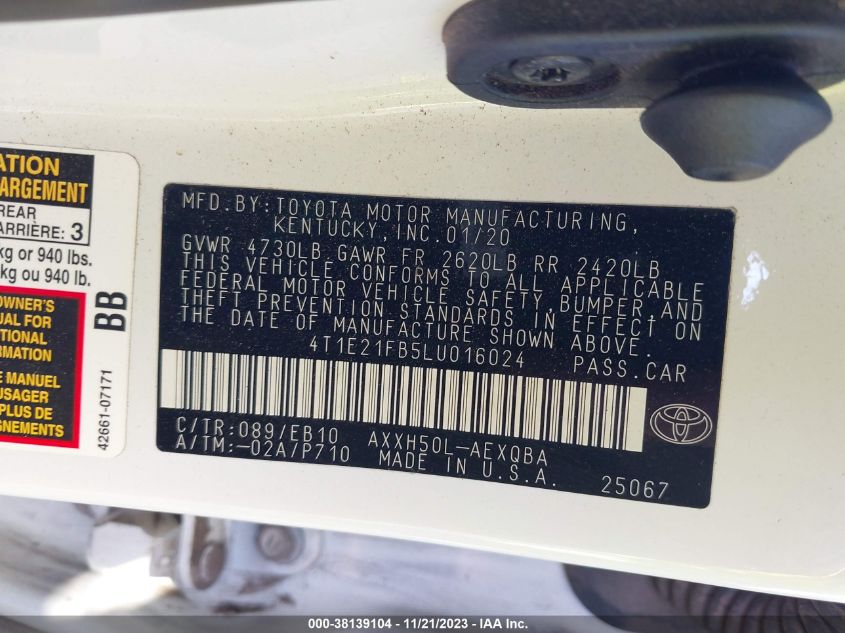 ATION
ARGEMENT
REAR
ARRIÈRE: 3
kg or 940 lbs.
kg ou 940 lb.
OWNER'S
UAL FOR
TIONAL
RMATION
E MANUEL
USAGER
PLUS DE
GNEMENTS
BB
42661-07171
MFD.BY:TOYOTA MOTOR MANUFACTURING,
KENTUCKY,INC.01/20
GVWR 4730LB GAWR FR 2620LB RR 2420LB
THIS VEHICLE CONFORMS TO ALL APPLICABLE
FEDERAL MOTOR VEHICLE SAFETY,BUMPER,AND
THEFT PREVENTION STANDARDS IN EFFECT ON
THE DATE OF MANUFACTURE SHOWN ABOVE.
4T1E21FB5LU016024 PASS.CAR
C/TR:089/EB10 AXXH50L-AEXQBA
A/TM:-02A/P710 MADE IN U.S.A. 25067
000-38139104 - 11/21/2023 - IAA Inc.